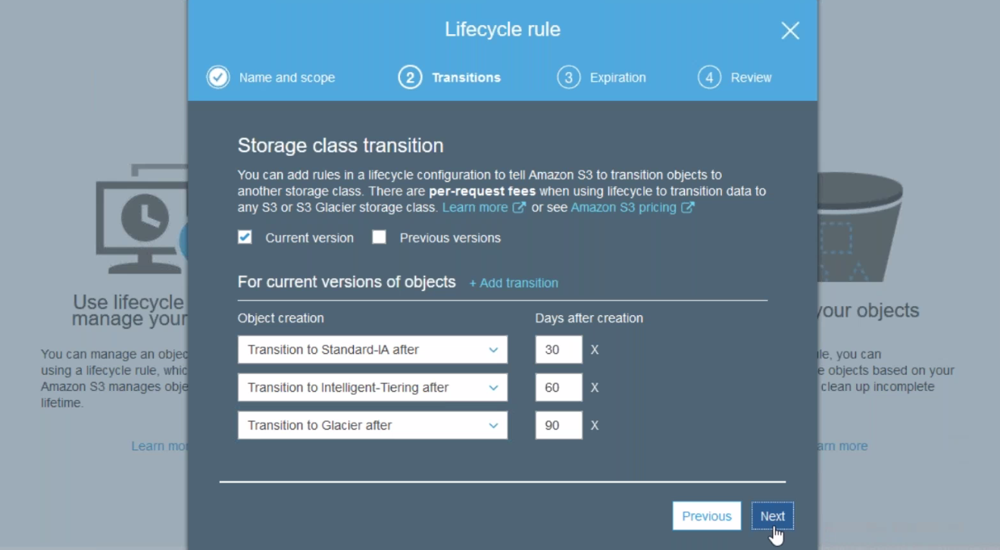 Lifecycle rule
Name and scope
2 Transitions
3 Expiration
4 Review
Storage class transition
You can add rules in a lifecycle configuration to tell Amazon S3 to transition objects to
another storage class. There are per-request fees when using lifecycle to transition data to
any S3 or S3 Glacier storage class. Learn more or see Amazon S3 pricing
Current version Previous versions
For current versions of objects + Add transition
Object creation Days after creation
Transition to Standard-IA after 30 X
Transition to Intelligent-Tiering after 60 X
Transition to Glacier after 90 X
Previous Next
Use lifecycle
manage your
You can manage an objec
using a lifecycle rule, whic
Amazon S3 manages obje
lifetime.
Learn mor
your objects
ule, you can
e objects based on your
clean up incomplete
arn more